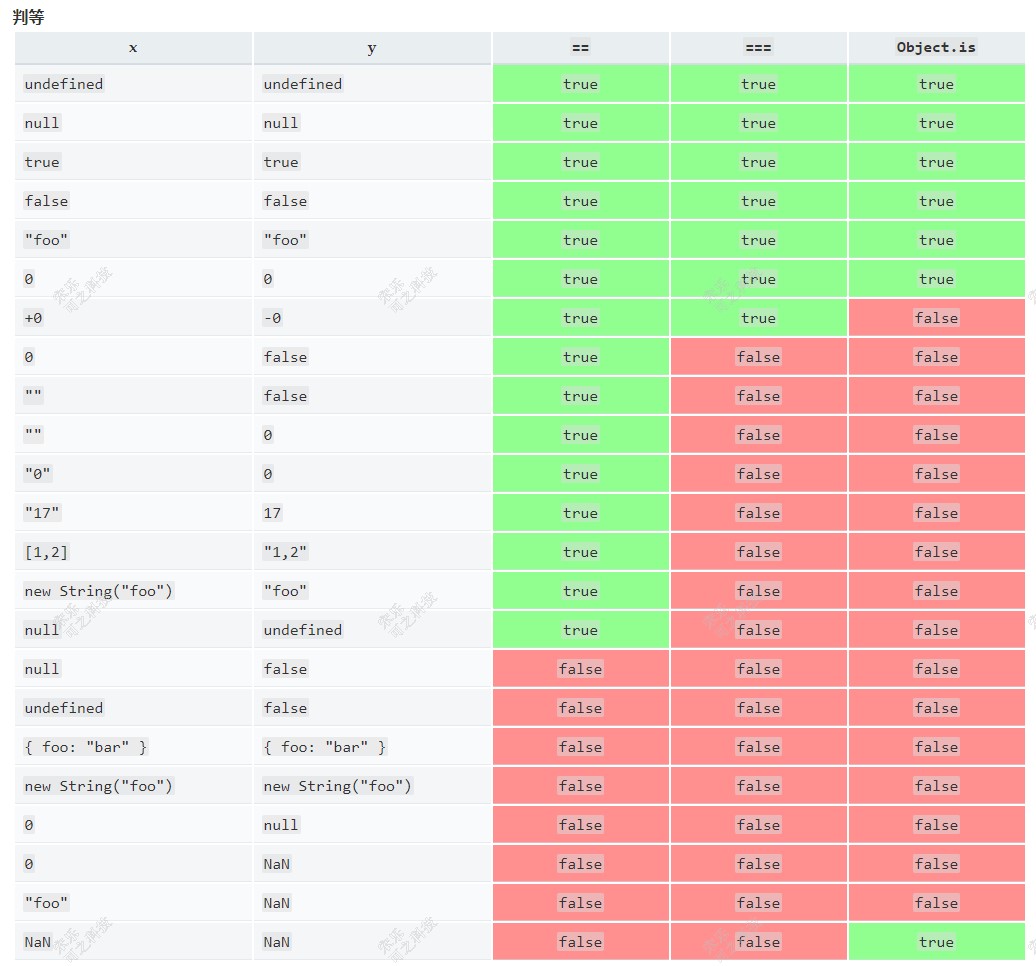 判等
x y == === Object.is
undefined undefined true true true
null null true true true
true true true true true
false false true true true
"foo" "foo" true true true
0 0 true true true
+0 -0 true true false
0 false true false false
"" false true false false
"" 0 true false false
"0" 0 true false false
"17" 17 true false false
[1,2] "1,2" true false false
new String("foo") "foo" true false false
null undefined true false false
null false false false false
undefined false false false false
{ foo: "bar" } { foo: "bar" } false false false
new String("foo") new String("foo") false false false
0 null false false false
0 NaN false false false
"foo" NaN false false false
NaN NaN false false true